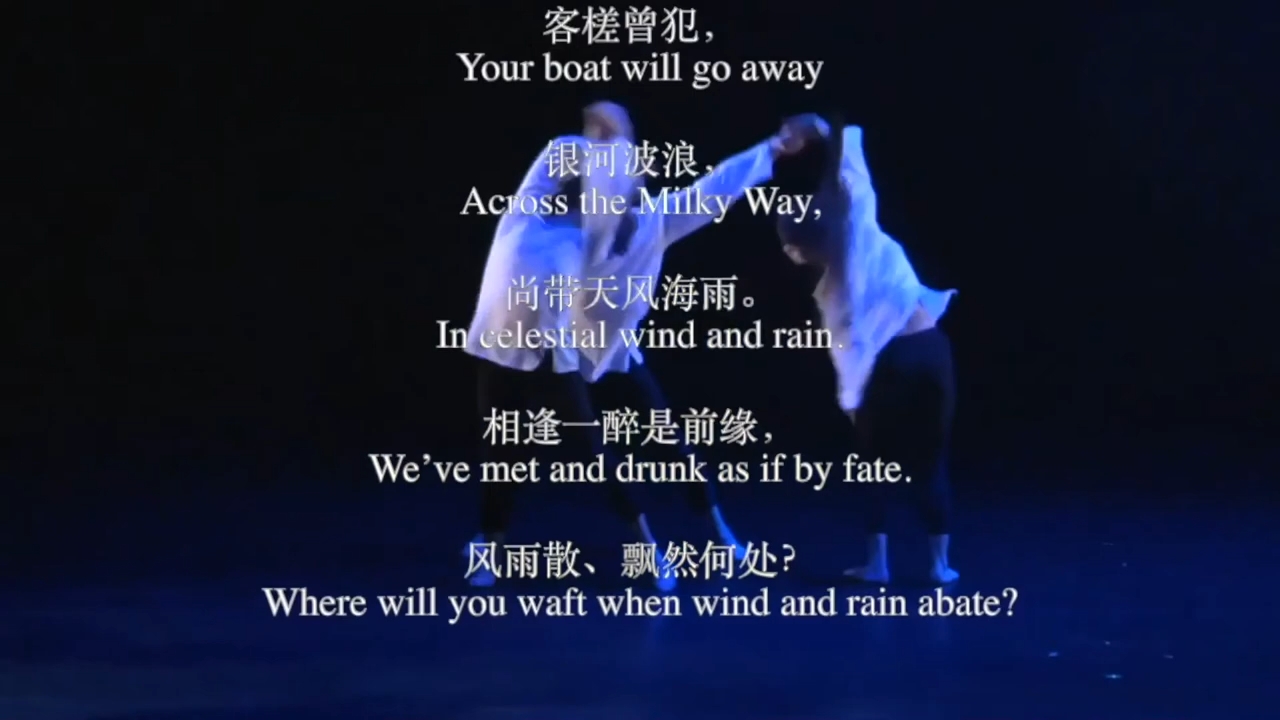 客槎曾犯，
Your boat will go away
银河波浪，
Across the Milky Way,
尚带天风海雨。
In celestial wind and rain.
相逢一醉是前缘，
We’ve met and drunk as if by fate.
风雨散、飘然何处?
Where will you waft when wind and rain abate?